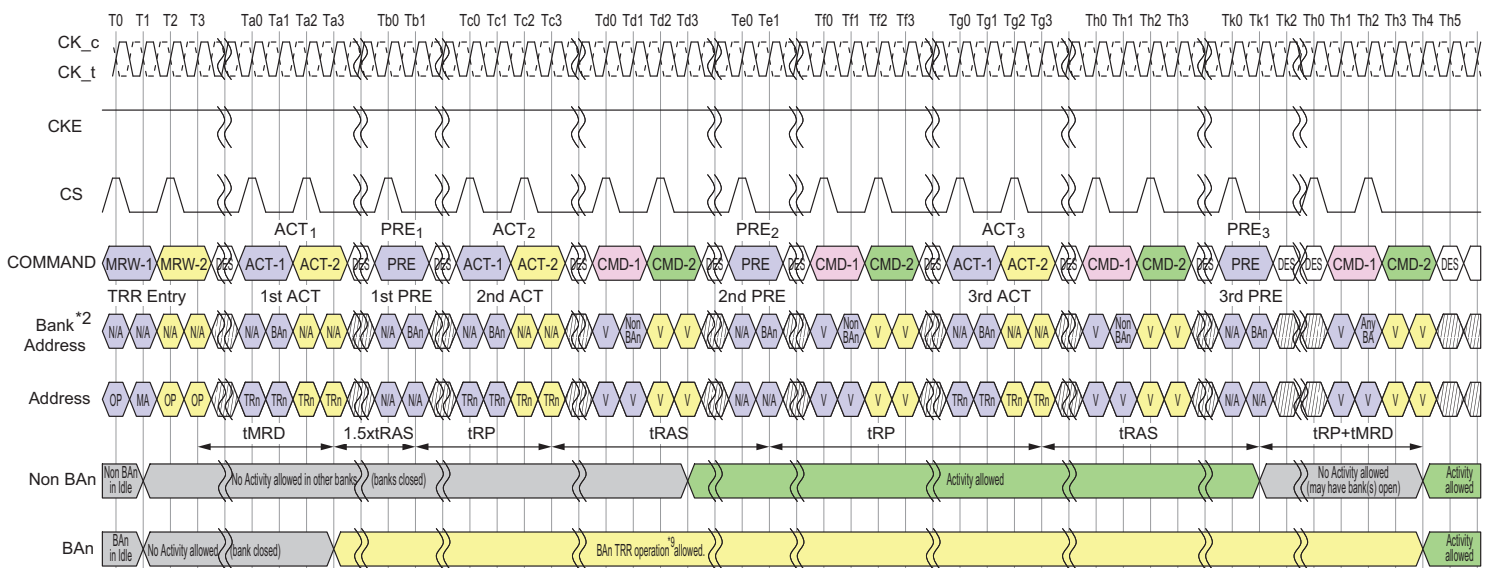 T0 T1 T2 T3 Ta0 Ta1 Ta2 Ta3 Tb0 Tb1 Tc0 Tc1 Tc2 Tc3 Td0 Td1 Td2 Td3 Te0 Te1 Tf0 Tf1 Tf2 Tf3 Tg0 Tg1 Tg2 Tg3 Th0 Th1 Th2 Th3 Tk0 Tk1 Tk2 Th0 Th1 Th2 Th3 Th4 Th5
CK_c
CK_t
CKE
CS
ACT1 PRE1 ACT2 PRE2 ACT3 PRE3
COMMAND MRW-1 MRW-2 DES ACT-1 ACT-2 DES PRE DES ACT-1 ACT-2 DES CMD-1 CMD-2 DES PRE DES CMD-1 CMD-2 DES ACT-1 ACT-2 DES CMD-1 CMD-2 DES PRE DES DES CMD-1 CMD-2 DES
TRR Entry 1st ACT 1st PRE 2nd ACT 2nd PRE 3rd ACT 3rd PRE
Bank*2 Address N/A N/A N/A N/A N/A BAn N/A N/A N/A BAn N/A BAn N/A N/A V Non BAn V V N/A BAn V Non BAn V V N/A BAn N/A N/A V Non BAn V V N/A BAn V Any BA V V
Address OP MA OP OP TRn TRn TRn TRn N/A N/A TRn TRn TRn TRn V V V V N/A N/A V V V V TRn TRn TRn TRn V V V V N/A N/A V V V V
tMRD 1.5xtRAS tRP tRAS tRP tRAS tRP+tMRD
Non BAn Non BAn in Idle No Activity allowed in other banks (banks closed) Activity allowed No Activity allowed (may have bank(s) open) Activity allowed
BAn BAn in Idle No Activity allowed (bank closed) BAn TRR operation*9 allowed. Activity allowed